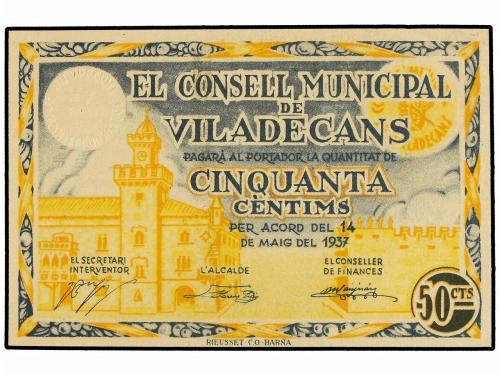 EL CONSELL MUNICIPAL
DE
VILADECANS
PAGARÀ AL PORTADOR LA QUANTITAT DE
CINQUANTA
CÈNTIMS
PER ACORD DEL 14
DE MAIG DEL 1937
EL SECRETARI
INTERVENTOR
L'ALCALDE
EL CONSELLER
DE FINANCES
50 CTS
RIEUSSET C.O-BARNA